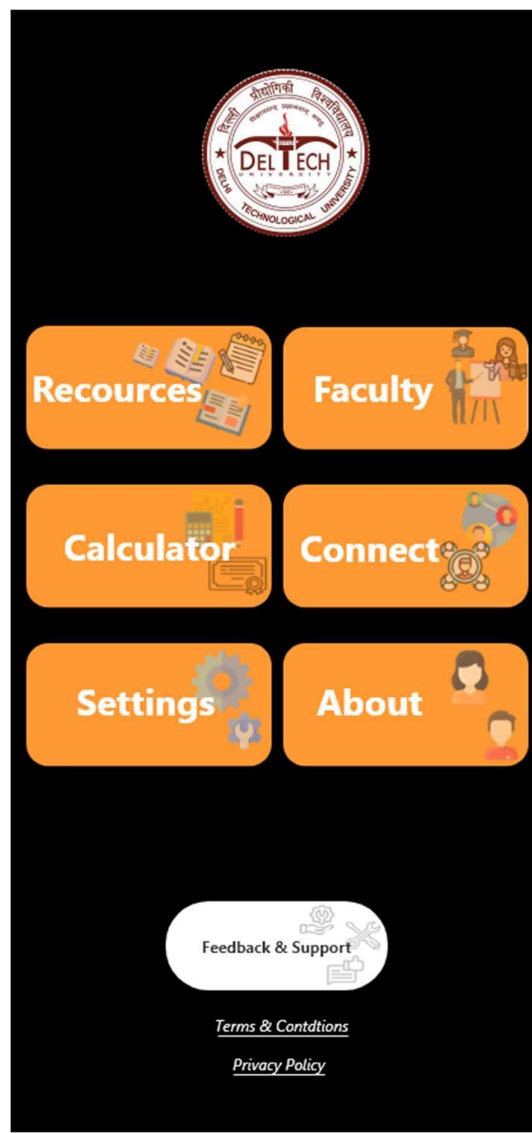 दिल्ली प्रौद्योगिकी विश्वविद्यालय
DELTECH
UNIVERSITY
DELHI TECHNOLOGICAL UNIVERSITY
Recources
Faculty
Calculator
Connect
Settings
About
Feedback & Support
Terms & Contdtions
Privacy Policy